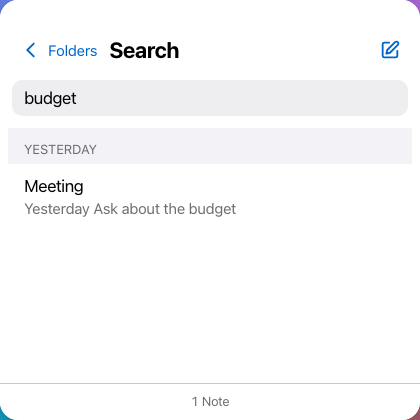 Folders Search
budget
YESTERDAY
Meeting
Yesterday Ask about the budget
1 Note